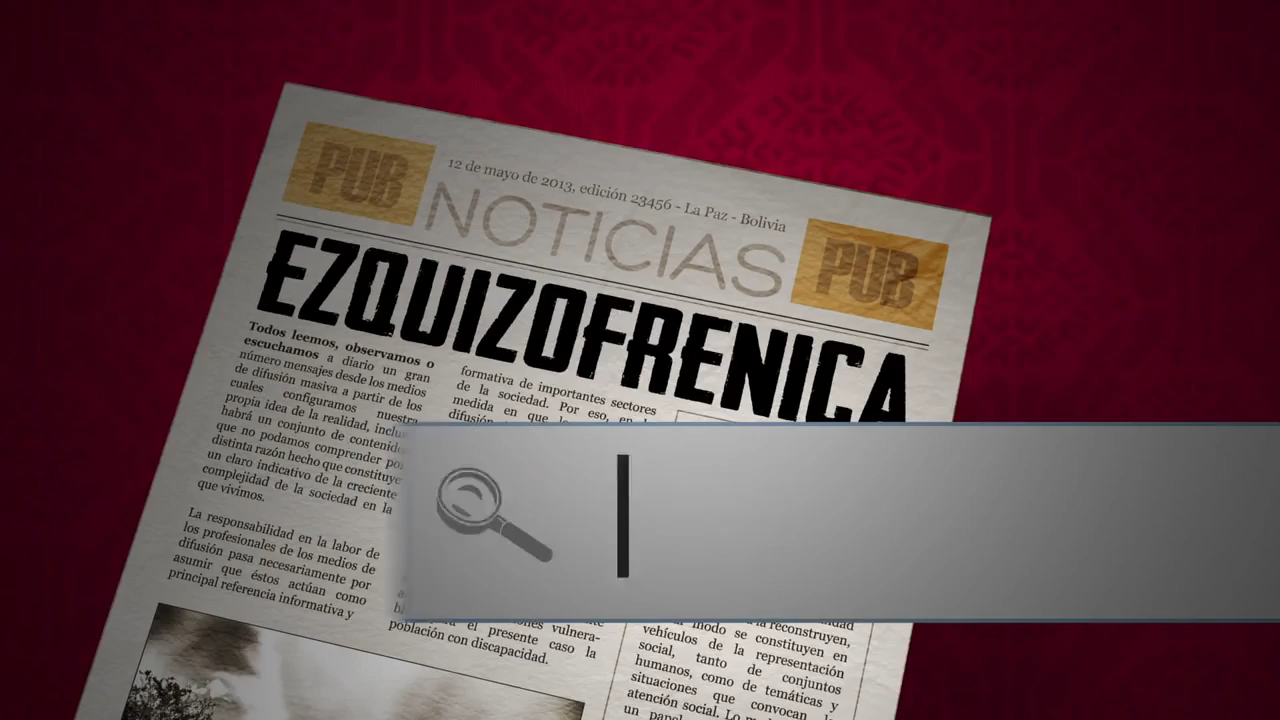 PUB
12 de mayo de 2013, edición 23456 - La Paz - Bolivia
NOTICIAS
PUB
EZQUIZOFRENICA
Todos leemos, observamos o
escuchamos a diario un gran
número mensajes desde los medios
de difusión masiva a partir de los
cuales configuramos nuestra
propia idea de la realidad,
habrá un conjunto de
que no podamos comprender
distinta razón hecho que constituye
un claro indicativo de la creciente
complejidad de la sociedad en la
que vivimos.
La responsabilidad en la labor de
los profesionales de los medios de
difusión pasa necesariamente por
asumir que éstos actúan como
principal referencia informativa y
formativa de importantes sectores
de la sociedad. Por eso, en
medida en que
el presente caso la
población con discapacidad.
reconstruyen,
modo se constituyen en
vehículos de la representación
social, tanto de conjuntos
humanos, como de temáticas y
situaciones que convocan
atención social. Lo
un